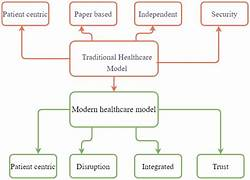 Patient centric
Paper based
Independent
Security
Traditional Healthcare
Model
Modern healthcare model
Patient centric
Disruption
Integrated
Trust